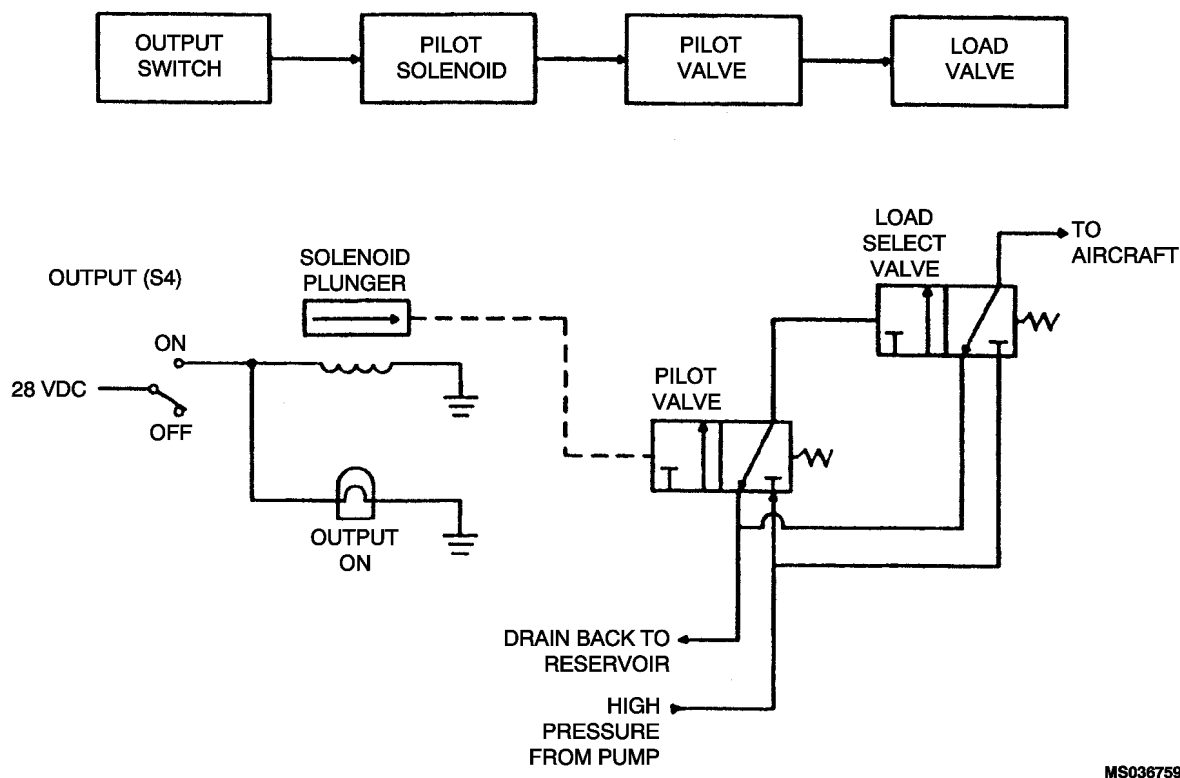 OUTPUT
SWITCH
PILOT
SOLENOID
PILOT
VALVE
LOAD
VALVE
LOAD
SELECT
VALVE
TO
AIRCRAFT
SOLENOID
PLUNGER
OUTPUT (S4)
ON
28 VDC
OFF
PILOT
VALVE
OUTPUT
ON
DRAIN BACK TO
RESERVOIR
HIGH
PRESSURE
FROM PUMP
MS036759